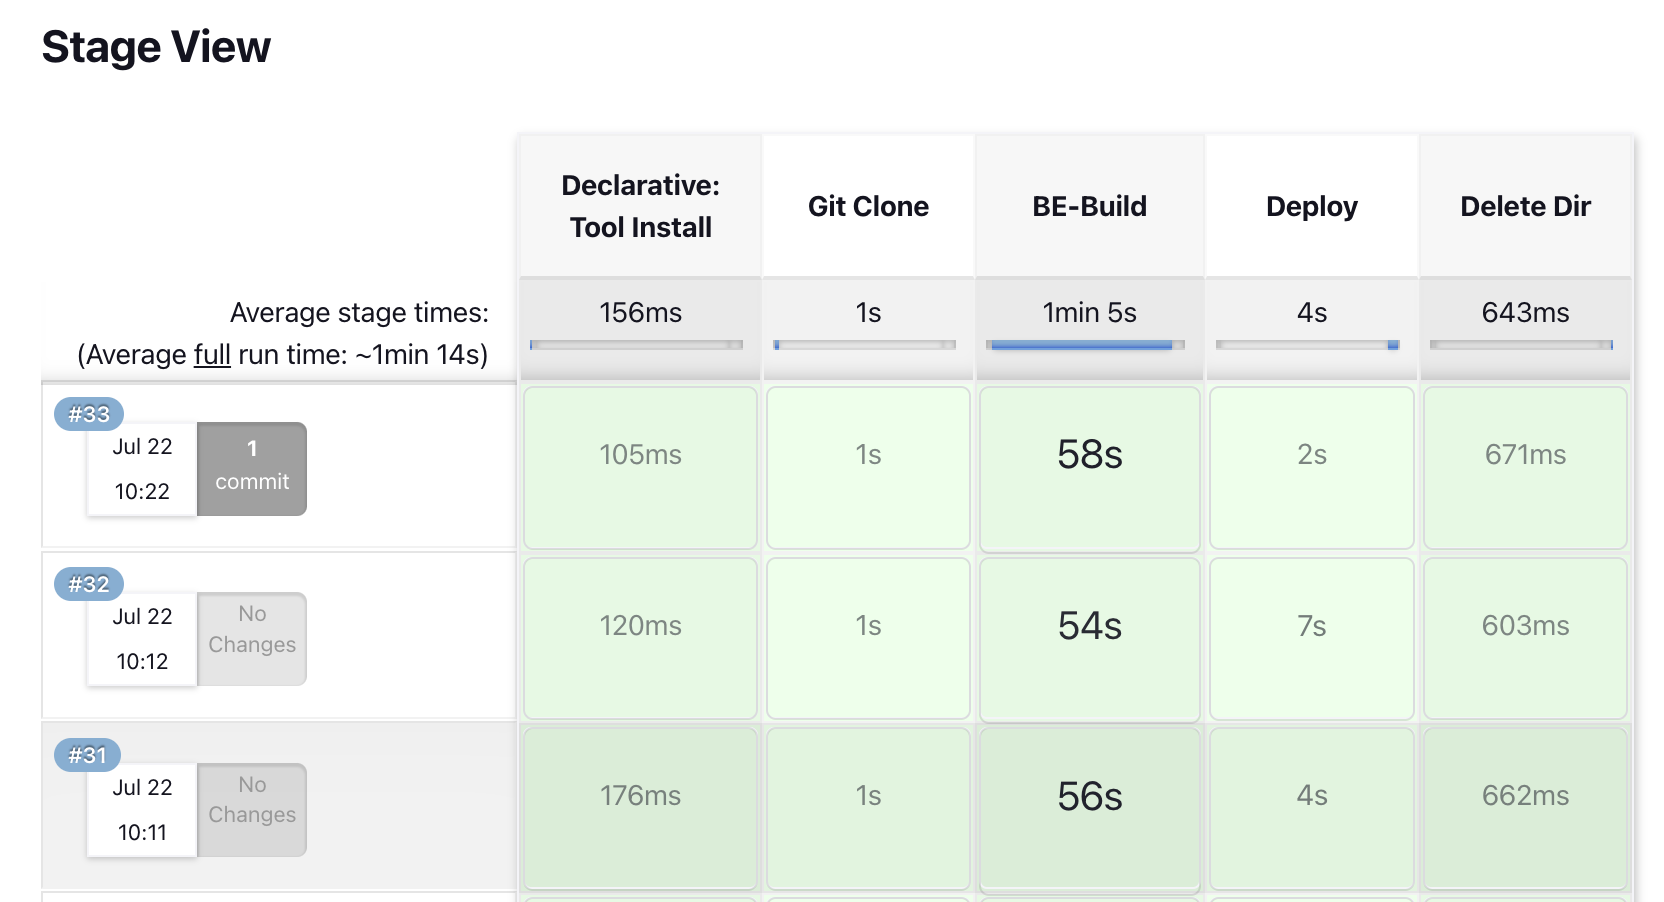 Stage View
Declarative:
Tool Install
Git Clone
BE-Build
Deploy
Delete Dir
Average stage times:
(Average full run time: ~1min 14s)
156ms
1s
1min 5s
4s
643ms
#33
Jul 22
10:22
1
commit
105ms
1s
58s
2s
671ms
#32
Jul 22
10:12
No
Changes
120ms
1s
54s
7s
603ms
#31
Jul 22
10:11
No
Changes
176ms
1s
56s
4s
662ms